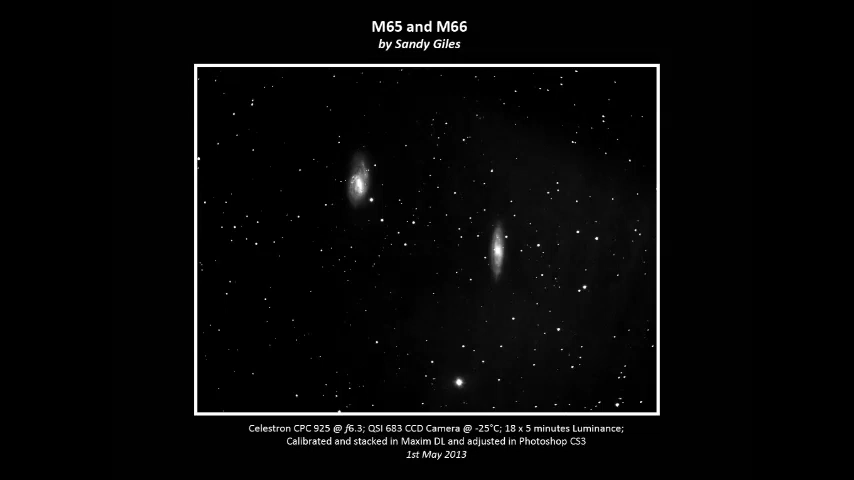 M65 and M66
by Sandy Giles
Celestron CPC 925 @ ƒ6.3; QSI 683 CCD Camera @ -25°C; 18 x 5 minutes Luminance;
Calibrated and stacked in Maxim DL and adjusted in Photoshop CS3
1st May 2013